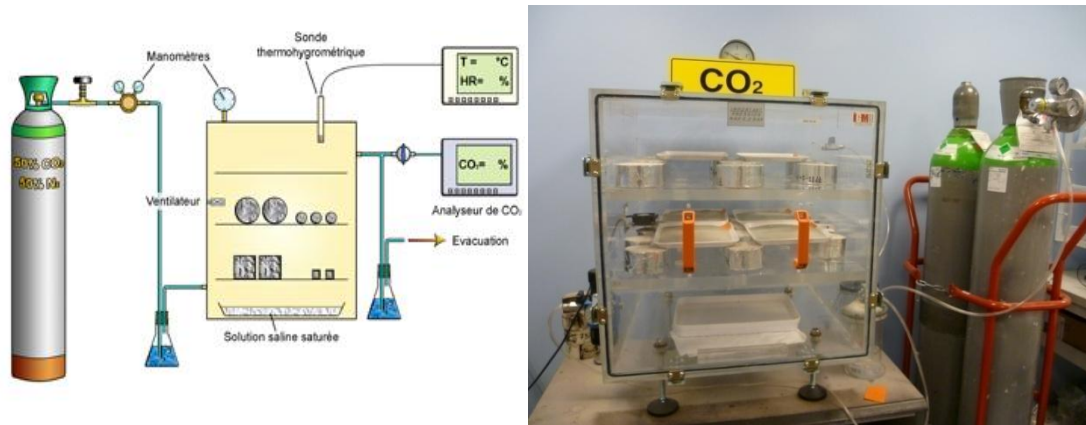 Sonde
thermohygrométrique
Manomètres
T = °C
HR= %
50% CO₂
50% N₂
CO₂= %
Ventilateur
Analyseur de CO₂
Evacuation
Solution saline saturée
CO₂